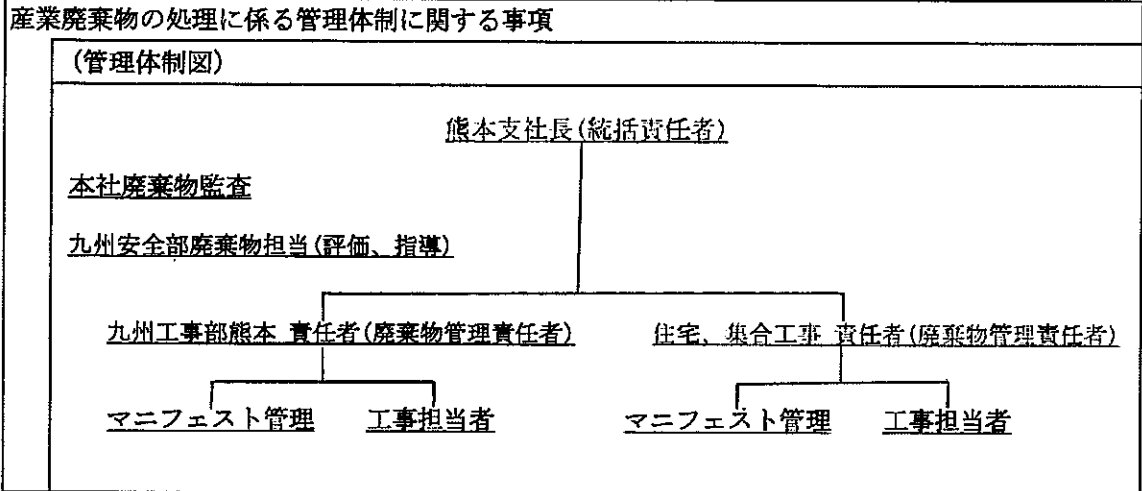 産業廃棄物の処理に係る管理体制に関する事項
(管理体制図)
熊本支社長(統括責任者)
本社廃棄物監査
九州安全部廃棄物担当(評価、指導)
九州工事部熊本 責任者(廃棄物管理責任者)
住宅、集合工事 責任者(廃棄物管理責任者)
マニフェスト管理
工事担当者
マニフェスト管理
工事担当者